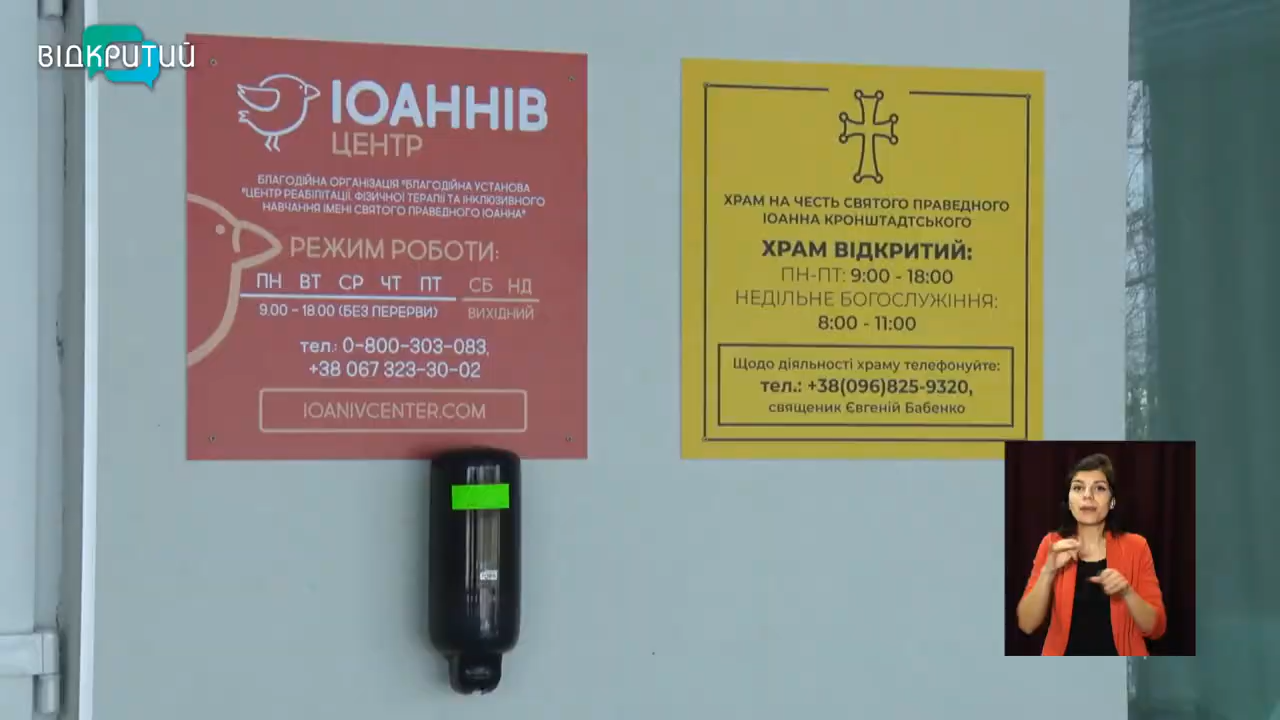 ВІДКРИТИЙ
ІОАННІВ
ЦЕНТР
БЛАГОДІЙНА ОРГАНІЗАЦІЯ "БЛАГОДІЙНА УСТАНОВА
"ЦЕНТР РЕАБІЛІТАЦІЇ, ФІЗИЧНОЇ ТЕРАПІЇ ТА ІНКЛЮЗИВНОГО
НАВЧАННЯ ІМЕНІ СВЯТОГО ПРАВЕДНОГО ІОАННА"
РЕЖИМ РОБОТИ:
ПН ВТ СР ЧТ ПТ СБ НД
9.00 – 18.00 (БЕЗ ПЕРЕРВИ) ВИХІДНИЙ
тел.: 0-800-303-083,
+38 067 323-30-02
IOANIVCENTER.COM
ХРАМ НА ЧЕСТЬ СВЯТОГО ПРАВЕДНОГО
ІОАННА КРОНШТАДТСЬКОГО
ХРАМ ВІДКРИТИЙ:
ПН-ПТ: 9:00 - 18:00
НЕДІЛЬНЕ БОГОСЛУЖІННЯ:
8:00 - 11:00
Щодо діяльності храму телефонуйте:
тел.: +38(096)825-9320,
священик Євгеній Бабенко